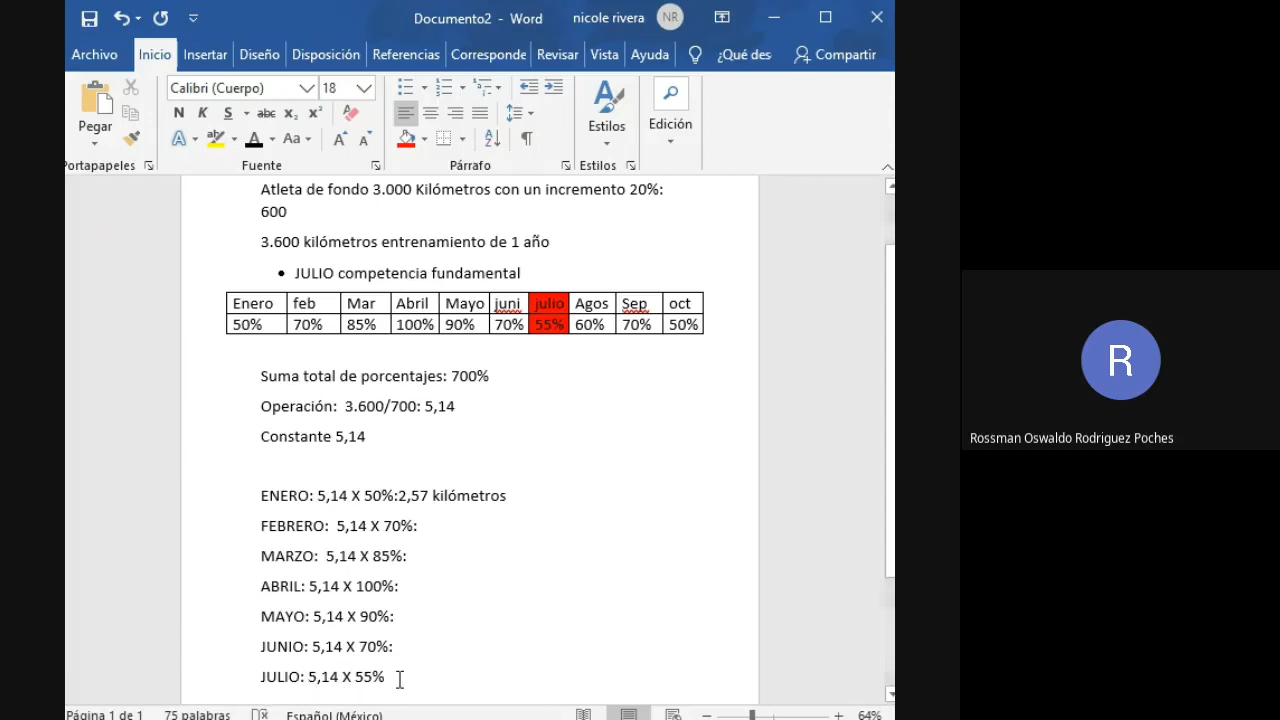 Documento2 - Word nicole rivera NR
Archivo Inicio Insertar Diseño Disposición Referencias Corresponde Revisar Vista Ayuda ¿Qué des Compartir
Calibri (Cuerpo) 18
Pegar N K S abc x₂ x² Estilos Edición
A A Aa A A
Portapapeles Fuente Párrafo Estilos
Atleta de fondo 3.000 Kilómetros con un incremento 20%:
600
3.600 kilómetros entrenamiento de 1 año
• JULIO competencia fundamental
Enero feb Mar Abril Mayo juni julio Agos Sep oct
50% 70% 85% 100% 90% 70% 55% 60% 70% 50%
Suma total de porcentajes: 700%
Operación: 3.600/700: 5,14
Constante 5,14
ENERO: 5,14 X 50%:2,57 kilómetros
FEBRERO: 5,14 X 70%:
MARZO: 5,14 X 85%:
ABRIL: 5,14 X 100%:
MAYO: 5,14 X 90%:
JUNIO: 5,14 X 70%:
JULIO: 5,14 X 55%
Página 1 de 1 75 palabras Español (México) 64%
R
Rossman Oswaldo Rodriguez Poches